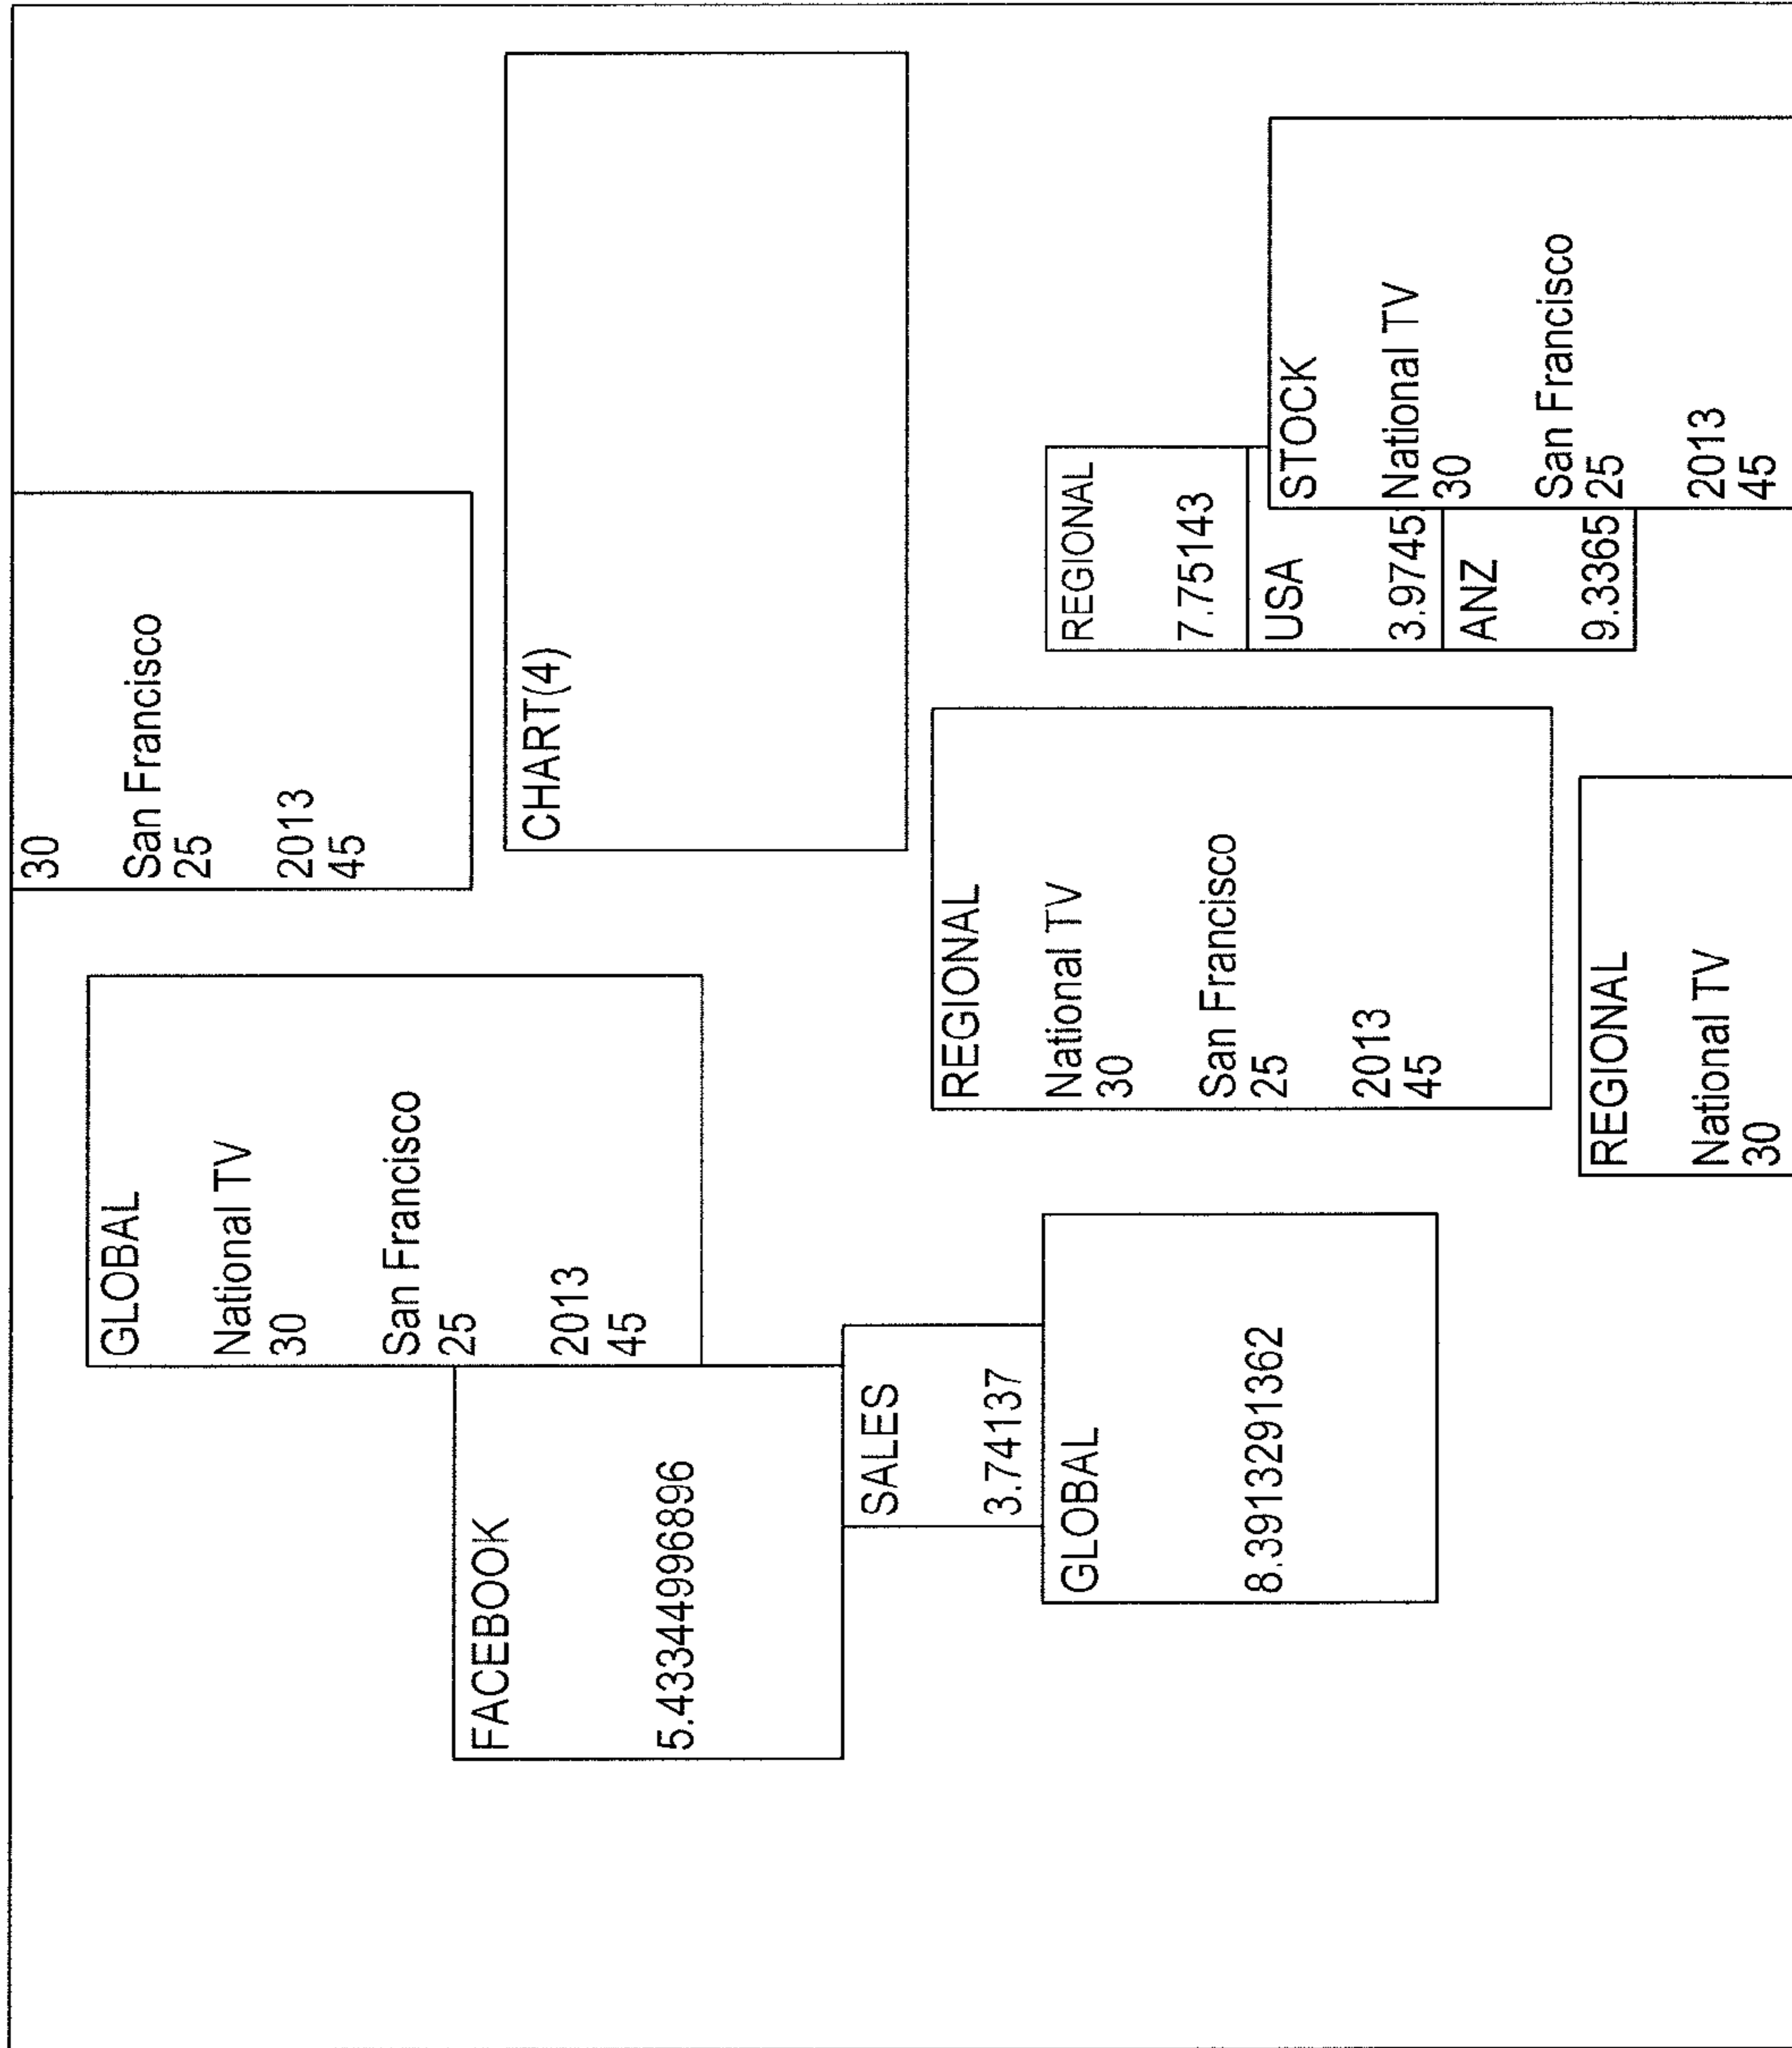 GLOBAL
National TV
30
San Francisco
25
2013
45
30
San Francisco
25
2013
45
FACEBOOK
5.43344996896
CHART(4)
SALES
3.74137
GLOBAL
8.3913291362
REGIONAL
National TV
30
San Francisco
25
2013
45
REGIONAL
7.75143
USA
3.9745
ANZ
9.3365
STOCK
National TV
30
San Francisco
25
2013
45
REGIONAL
National TV
30